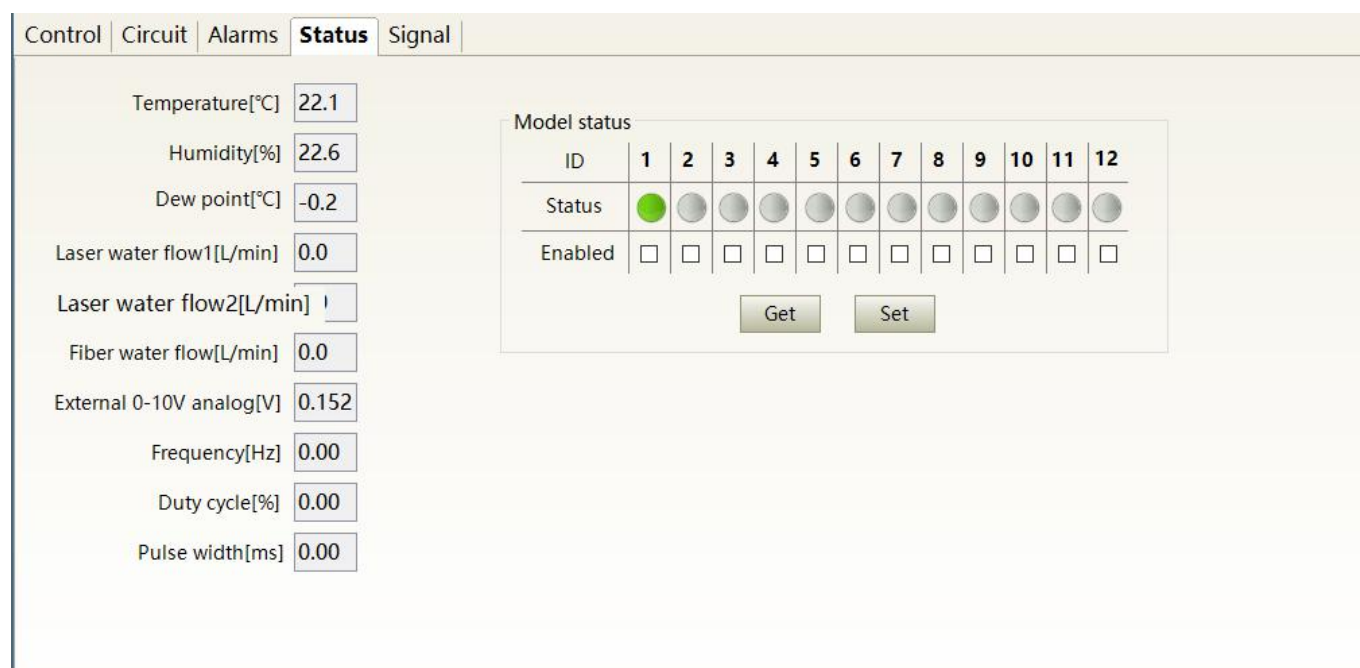 Control Circuit Alarms Status Signal
Temperature[℃] 22.1
Humidity[%] 22.6
Dew point[℃] -0.2
Laser water flow1[L/min] 0.0
Laser water flow2[L/min]
Fiber water flow[L/min] 0.0
External 0-10V analog[V] 0.152
Frequency[Hz] 0.00
Duty cycle[%] 0.00
Pulse width[ms] 0.00
Model status
ID 1 2 3 4 5 6 7 8 9 10 11 12
Status
Enabled
Get Set